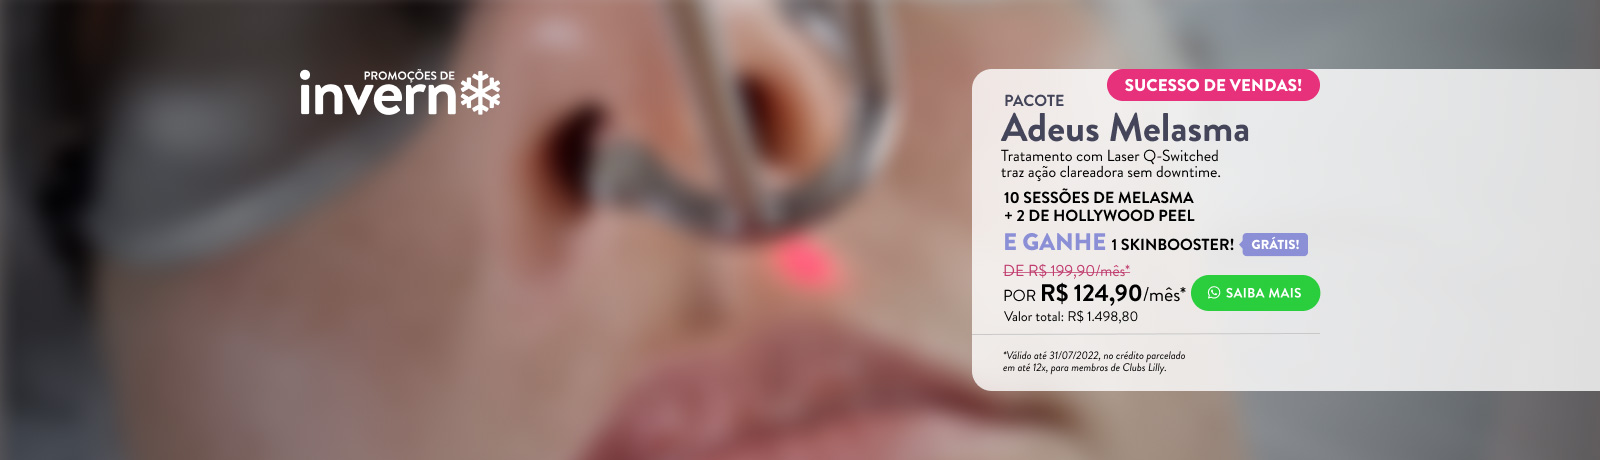 PROMOÇÕES DE
invern
SUCESSO DE VENDAS!
PACOTE
Adeus Melasma
Tratamento com Laser Q-Switched
traz ação clareadora sem downtime.
10 SESSÕES DE MELASMA
+ 2 DE HOLLYWOOD PEEL
E GANHE 1 SKINBOOSTER! GRÁTIS!
DE R$ 199,90/mês*
POR R$ 124,90/mês* SAIBA MAIS
Valor total: R$ 1.498,80
*Válido até 31/07/2022, no crédito parcelado
em até 12x, para membros de Clubs Lilly.